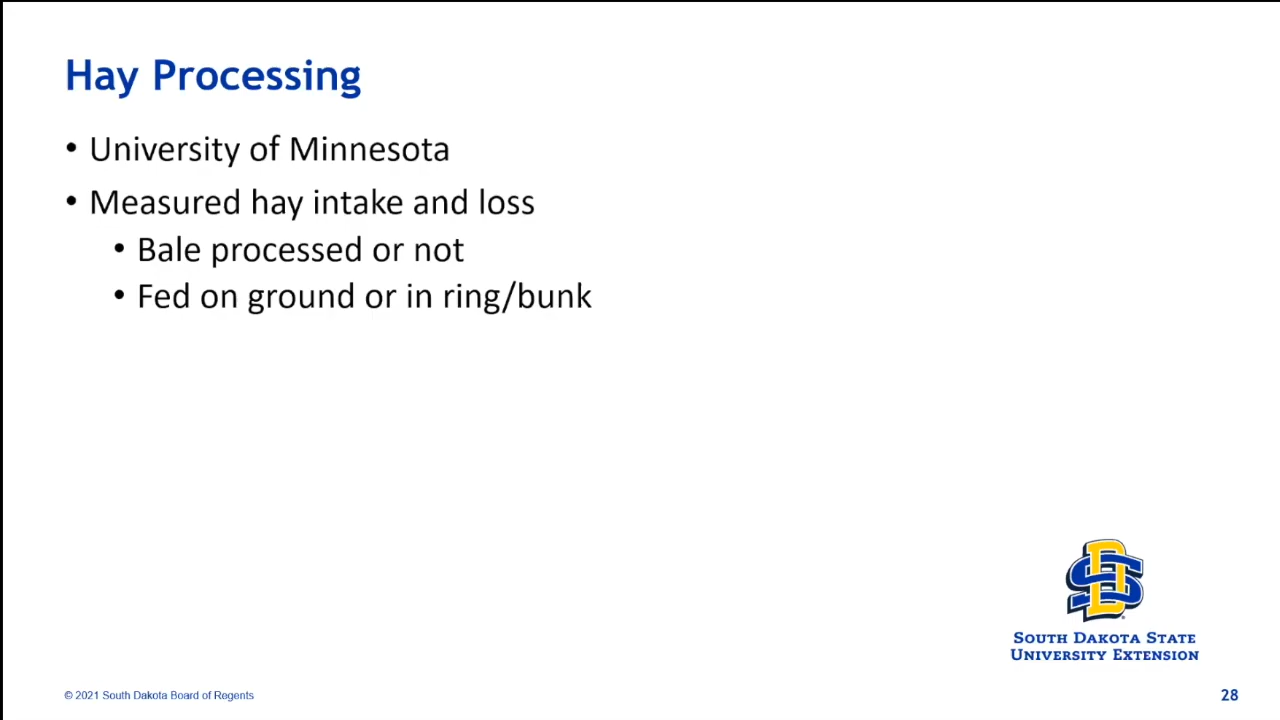 Hay Processing
• University of Minnesota
• Measured hay intake and loss
• Bale processed or not
• Fed on ground or in ring/bunk
SOUTH DAKOTA STATE
UNIVERSITY EXTENSION
© 2021 South Dakota Board of Regents
28